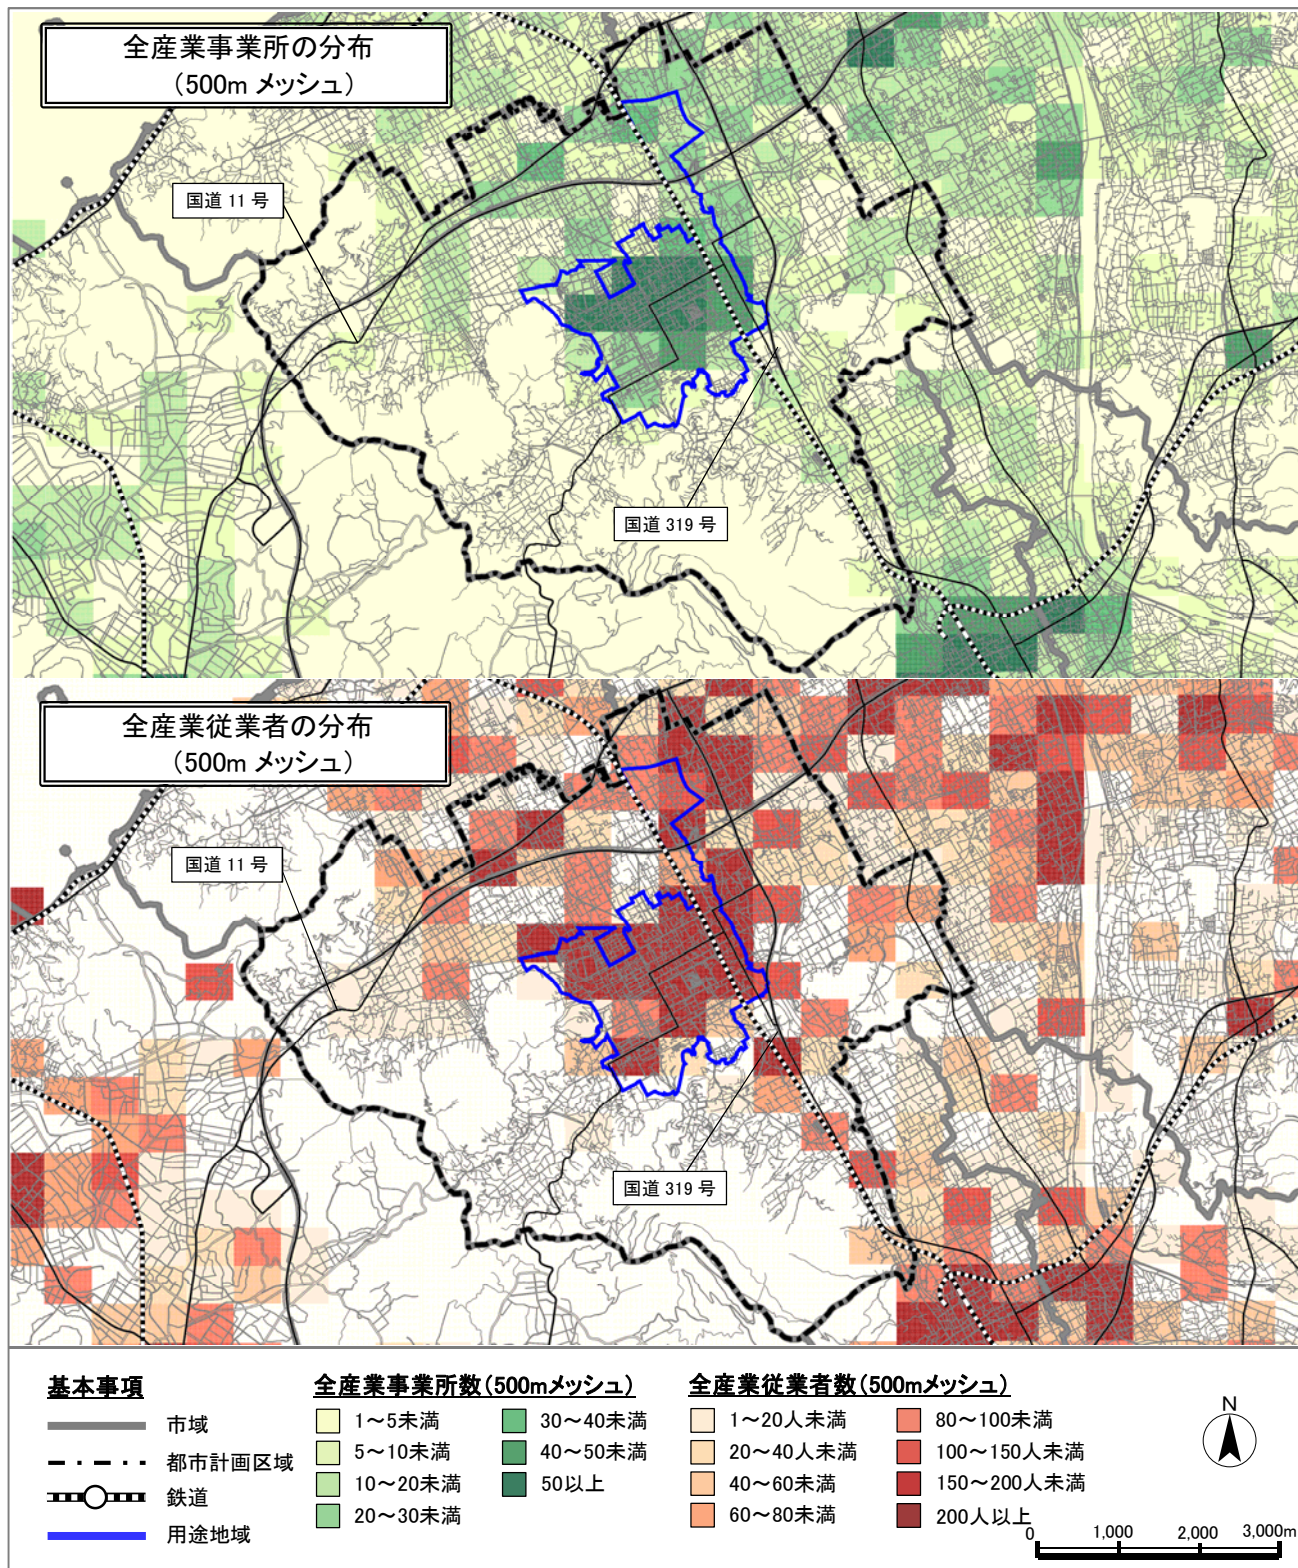 全産業事業所の分布
(500m メッシュ)
国道 11 号
国道 319 号
全産業従業者の分布
(500m メッシュ)
国道 11 号
国道 319 号
基本事項
市域
都市計画区域
鉄道
用途地域
全産業事業所数(500mメッシュ)
1～5未満
5～10未満
10～20未満
20～30未満
30～40未満
40～50未満
50以上
全産業従業者数(500mメッシュ)
1～20人未満
20～40人未満
40～60未満
60～80未満
80～100未満
100～150人未満
150～200人未満
200人以上
N
0 1,000 2,000 3,000m